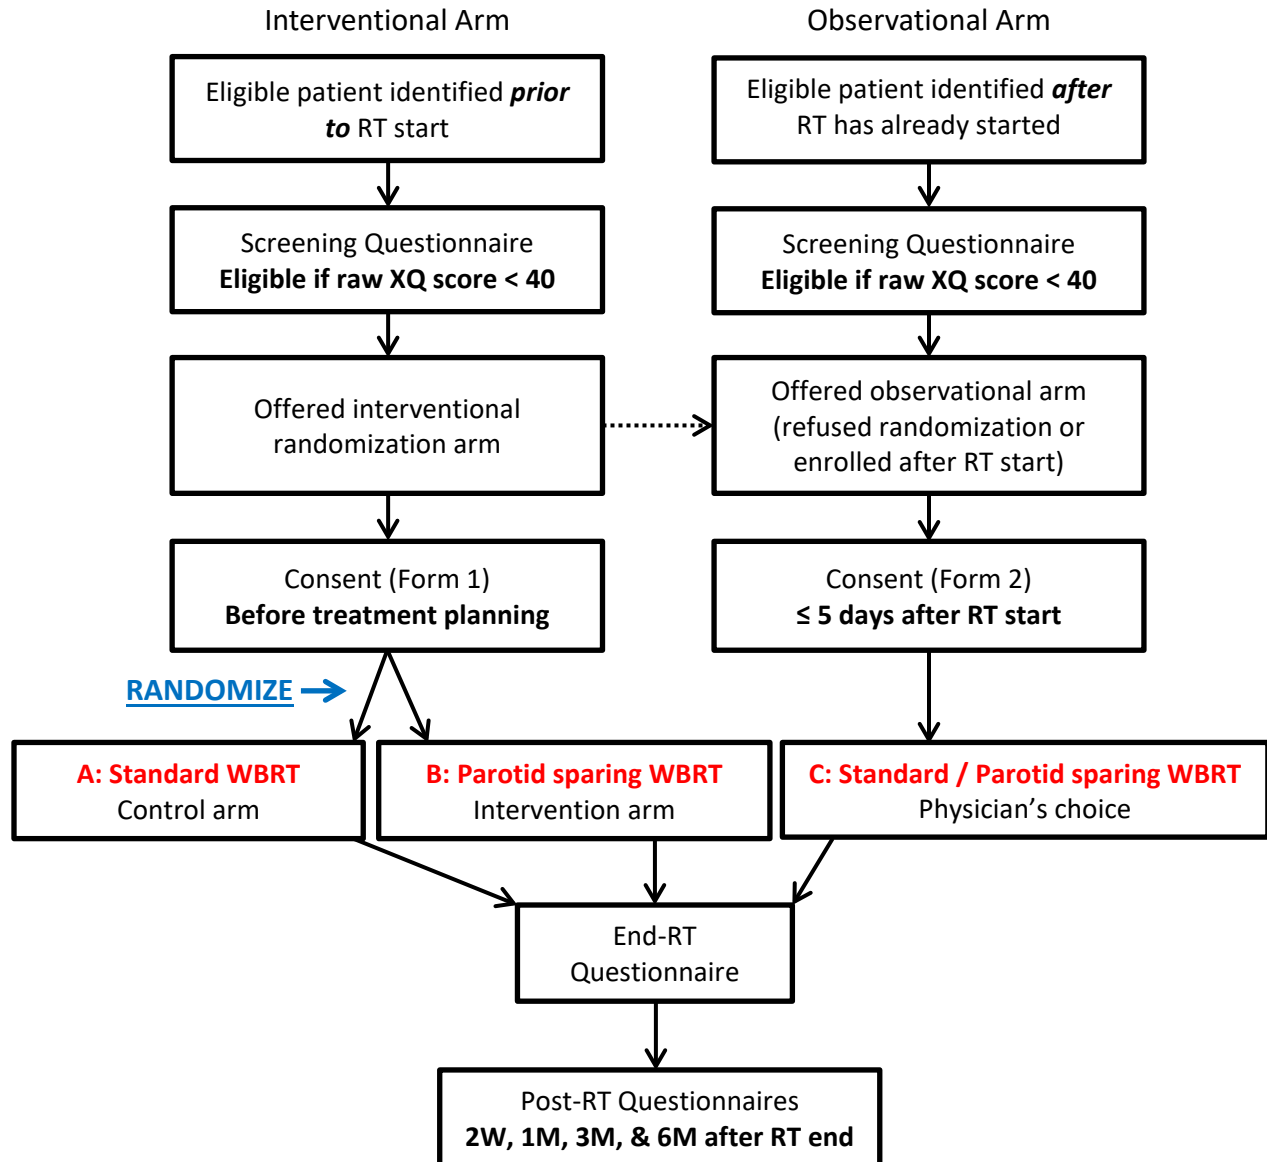 Interventional Arm
Observational Arm
Eligible patient identified prior
to RT start
Eligible patient identified after
RT has already started
Screening Questionnaire
Eligible if raw XQ score < 40
Screening Questionnaire
Eligible if raw XQ score < 40
Offered interventional
randomization arm
Offered observational arm
(refused randomization or
enrolled after RT start)
Consent (Form 1)
Before treatment planning
Consent (Form 2)
≤ 5 days after RT start
RANDOMIZE
A: Standard WBRT
Control arm
B: Parotid sparing WBRT
Intervention arm
C: Standard / Parotid sparing WBRT
Physician’s choice
End-RT
Questionnaire
Post-RT Questionnaires
2W, 1M, 3M, & 6M after RT end